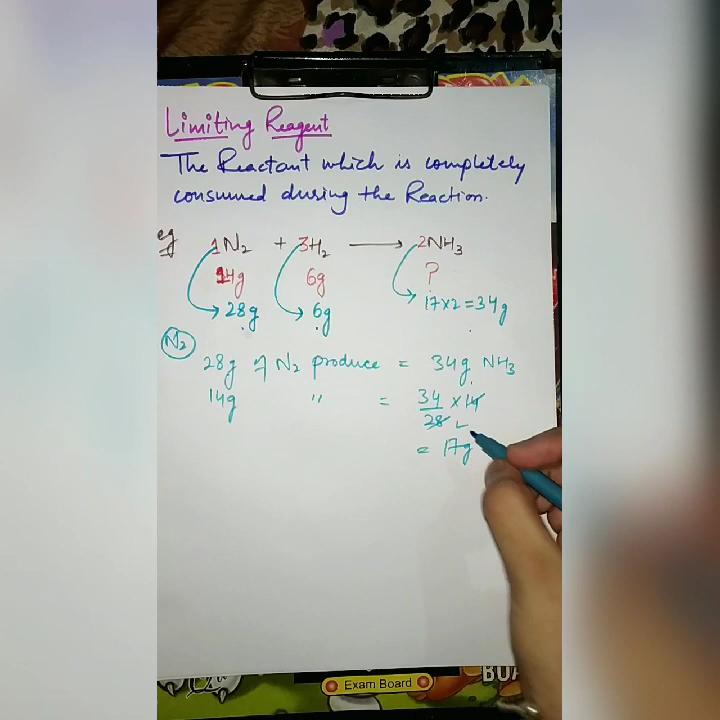 Limiting Reagent
The Reactant which is completely
consumed during the Reaction.
eg 1N₂ + 3H₂ → 2NH₃
14g 6g ?
28g 6g 17×2=34g
N₂
28g of N₂ produce = 34g NH₃
14g " = 34/28 × 14
= 17g
Exam Board